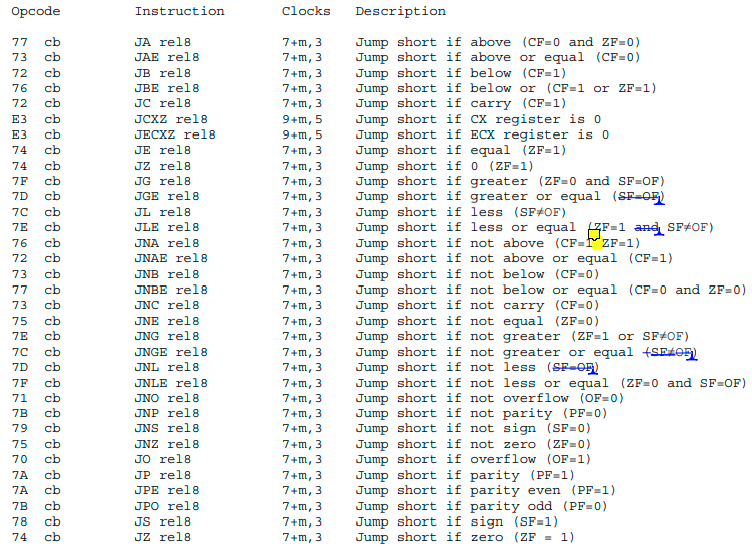 Opcode Instruction Clocks Description
77 cb JA rel8 7+m,3 Jump short if above (CF=0 and ZF=0)
73 cb JAE rel8 7+m,3 Jump short if above or equal (CF=0)
72 cb JB rel8 7+m,3 Jump short if below (CF=1)
76 cb JBE rel8 7+m,3 Jump short if below or (CF=1 or ZF=1)
72 cb JC rel8 7+m,3 Jump short if carry (CF=1)
E3 cb JCXZ rel8 9+m,5 Jump short if CX register is 0
E3 cb JECXZ rel8 9+m,5 Jump short if ECX register is 0
74 cb JE rel8 7+m,3 Jump short if equal (ZF=1)
74 cb JZ rel8 7+m,3 Jump short if 0 (ZF=1)
7F cb JG rel8 7+m,3 Jump short if greater (ZF=0 and SF=OF)
7D cb JGE rel8 7+m,3 Jump short if greater or equal (SF=OF)
7C cb JL rel8 7+m,3 Jump short if less (SF≠OF)
7E cb JLE rel8 7+m,3 Jump short if less or equal (ZF=1 and SF≠OF)
76 cb JNA rel8 7+m,3 Jump short if not above (CF=1 ZF=1)
72 cb JNAE rel8 7+m,3 Jump short if not above or equal (CF=1)
73 cb JNB rel8 7+m,3 Jump short if not below (CF=0)
77 cb JNBE rel8 7+m,3 Jump short if not below or equal (CF=0 and ZF=0)
73 cb JNC rel8 7+m,3 Jump short if not carry (CF=0)
75 cb JNE rel8 7+m,3 Jump short if not equal (ZF=0)
7E cb JNG rel8 7+m,3 Jump short if not greater (ZF=1 or SF≠OF)
7C cb JNGE rel8 7+m,3 Jump short if not greater or equal (SF≠OF)
7D cb JNL rel8 7+m,3 Jump short if not less (SF=OF)
7F cb JNLE rel8 7+m,3 Jump short if not less or equal (ZF=0 and SF=OF)
71 cb JNO rel8 7+m,3 Jump short if not overflow (OF=0)
7B cb JNP rel8 7+m,3 Jump short if not parity (PF=0)
79 cb JNS rel8 7+m,3 Jump short if not sign (SF=0)
75 cb JNZ rel8 7+m,3 Jump short if not zero (ZF=0)
70 cb JO rel8 7+m,3 Jump short if overflow (OF=1)
7A cb JP rel8 7+m,3 Jump short if parity (PF=1)
7A cb JPE rel8 7+m,3 Jump short if parity even (PF=1)
7B cb JPO rel8 7+m,3 Jump short if parity odd (PF=0)
78 cb JS rel8 7+m,3 Jump short if sign (SF=1)
74 cb JZ rel8 7+m,3 Jump short if zero (ZF = 1)